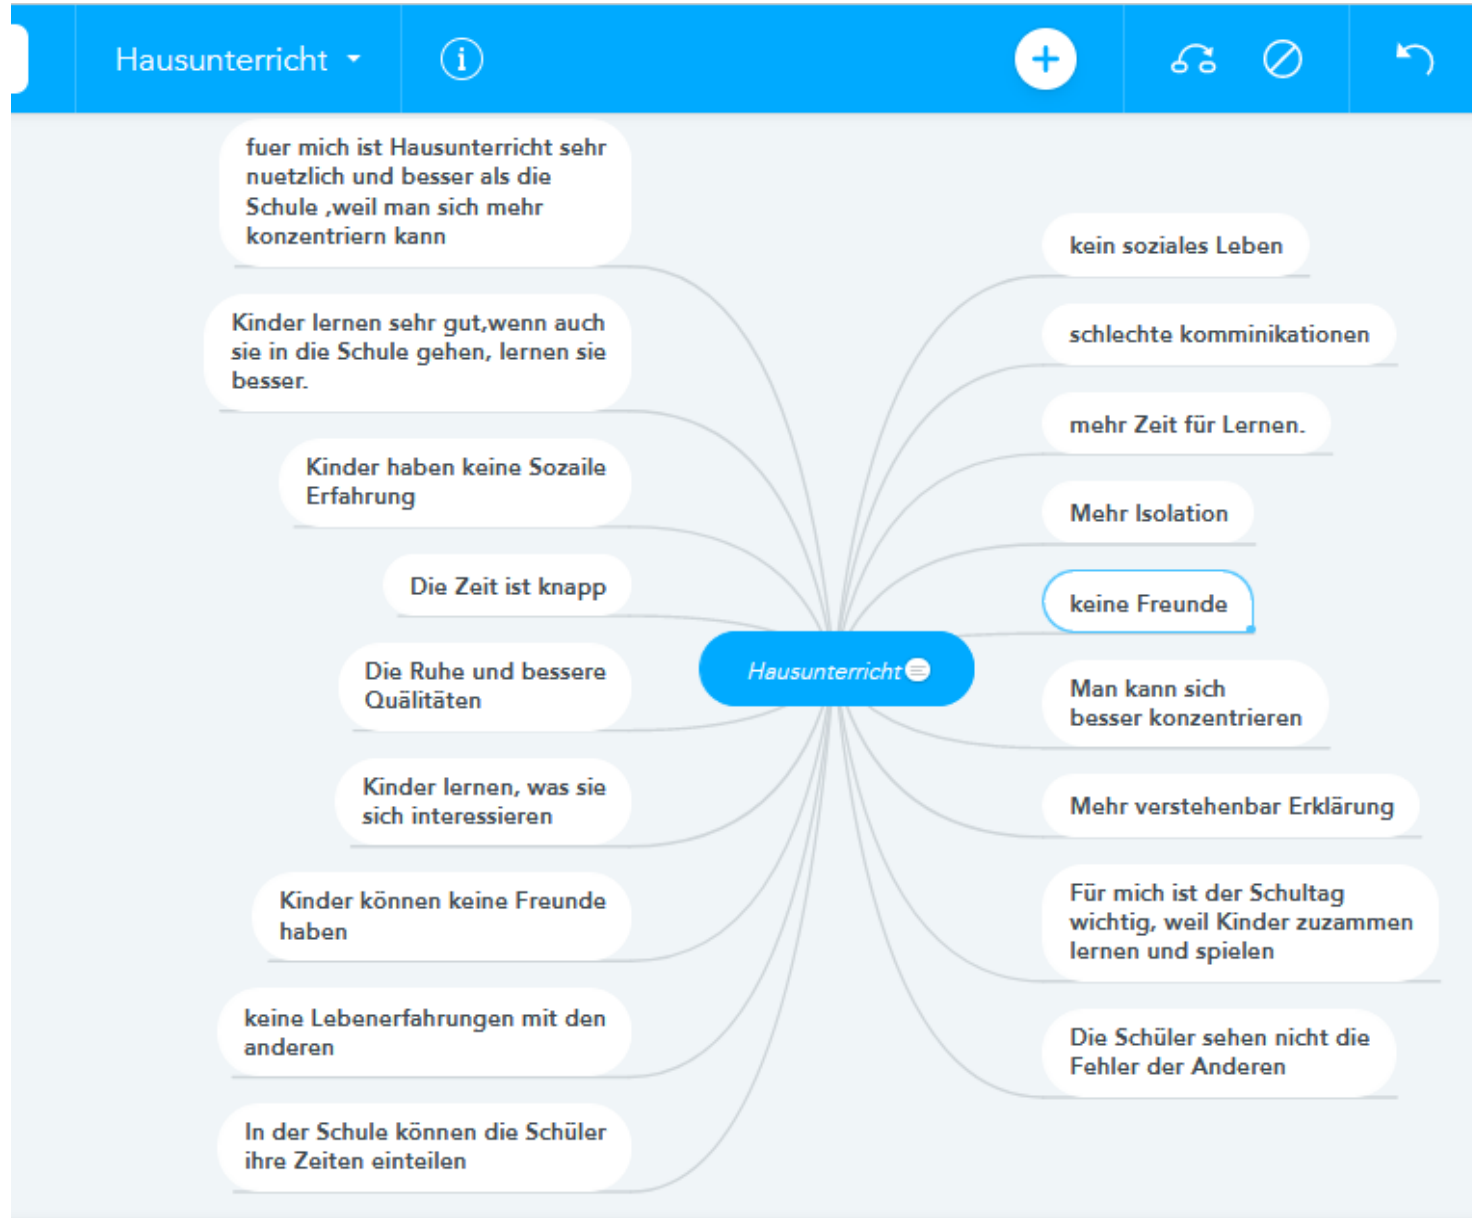 Hausunterricht
fuer mich ist Hausunterricht sehr
nuetzlich und besser als die
Schule ,weil man sich mehr
konzentriern kann
Kinder lernen sehr gut,wenn auch
sie in die Schule gehen, lernen sie
besser.
Kinder haben keine Sozaile
Erfahrung
Die Zeit ist knapp
Die Ruhe und bessere
Quälitäten
Kinder lernen, was sie
sich interessieren
Kinder können keine Freunde
haben
keine Lebenerfahrungen mit den
anderen
In der Schule können die Schüler
ihre Zeiten einteilen
Hausunterricht
kein soziales Leben
schlechte komminikationen
mehr Zeit für Lernen.
Mehr Isolation
keine Freunde
Man kann sich
besser konzentrieren
Mehr verstehenbar Erklärung
Für mich ist der Schultag
wichtig, weil Kinder zuzammen
lernen und spielen
Die Schüler sehen nicht die
Fehler der Anderen